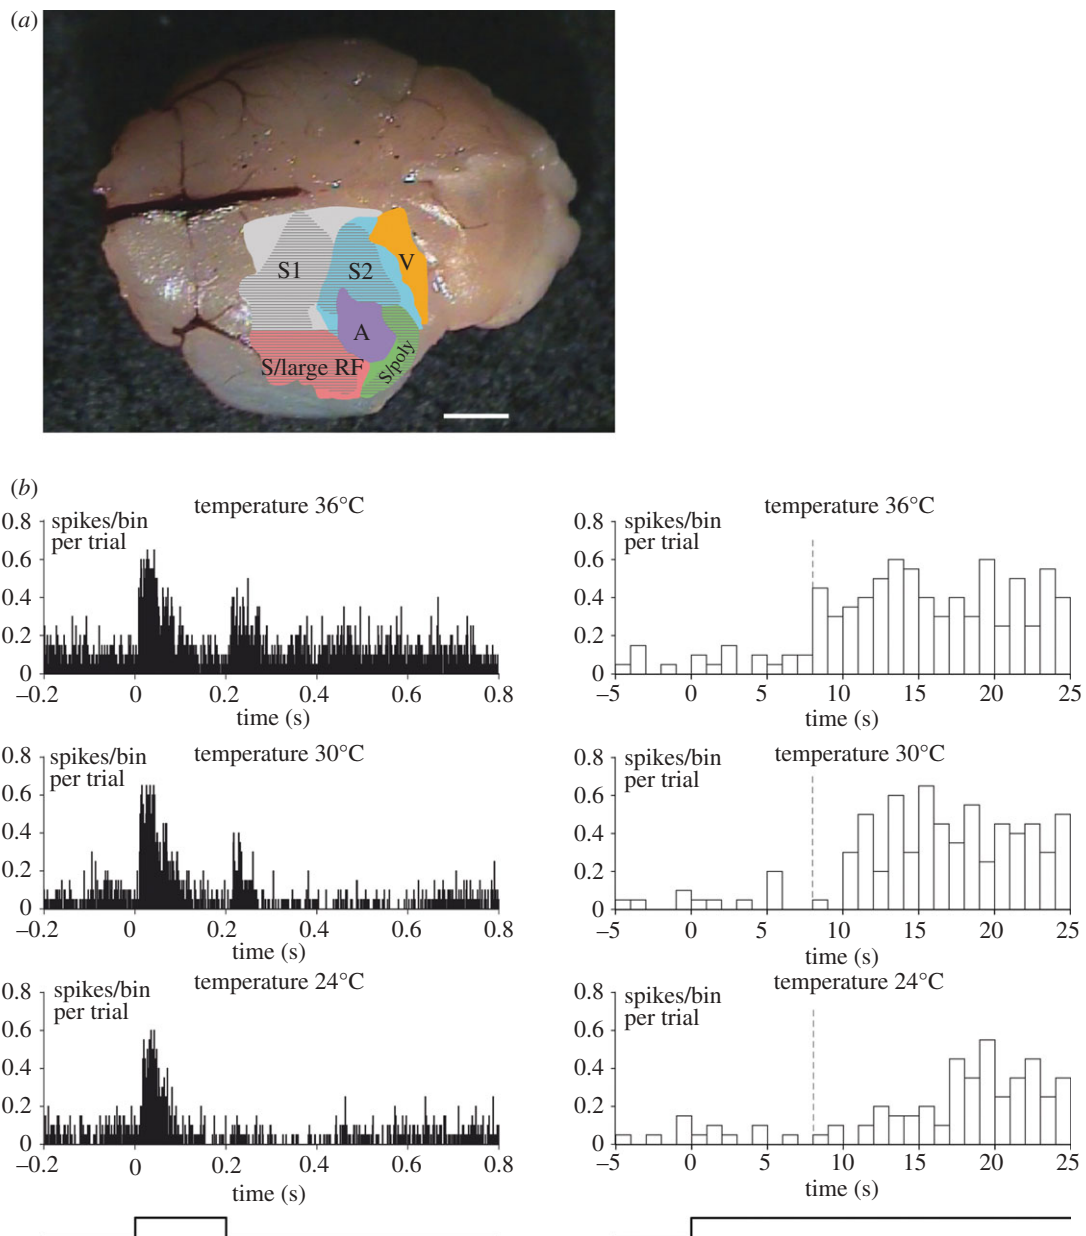 (a)
S1
S2
V
A
S/large RF
S/poly
(b)
temperature 36°C
spikes/bin
per trial
0.8
0.6
0.4
0.2
0
–0.2 0 0.2 0.4 0.6 0.8
time (s)
temperature 36°C
spikes/bin
per trial
0.8
0.6
0.4
0.2
0
–5 0 5 10 15 20 25
time (s)
temperature 30°C
spikes/bin
per trial
0.8
0.6
0.4
0.2
0
–0.2 0 0.2 0.4 0.6 0.8
time (s)
temperature 30°C
spikes/bin
per trial
0.8
0.6
0.4
0.2
0
–5 0 5 10 15 20 25
time (s)
temperature 24°C
spikes/bin
per trial
0.8
0.6
0.4
0.2
0
–0.2 0 0.2 0.4 0.6 0.8
time (s)
temperature 24°C
spikes/bin
per trial
0.8
0.6
0.4
0.2
0
–5 0 5 10 15 20 25
time (s)